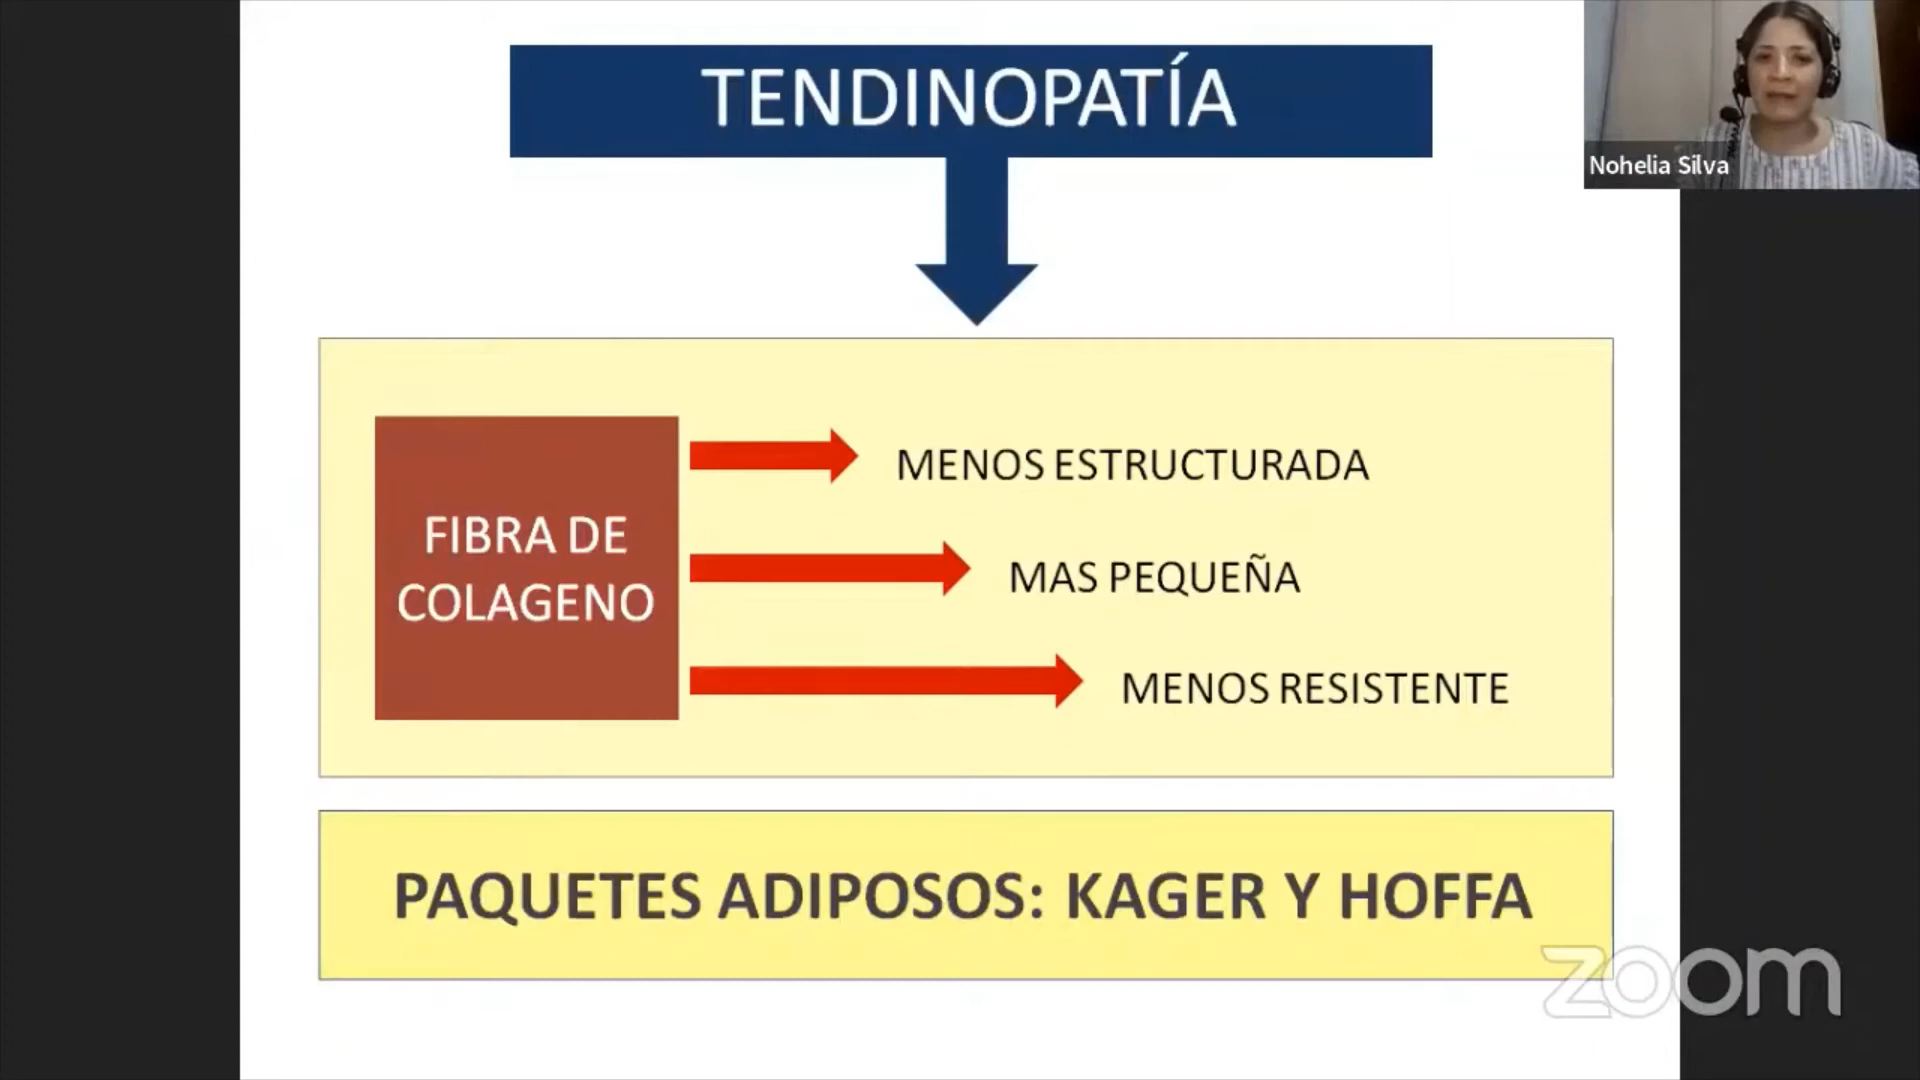 TENDINOPATÍA
Nohelia Silva
FIBRA DE
COLAGENO
MENOS ESTRUCTURADA
MAS PEQUEÑA
MENOS RESISTENTE
PAQUETES ADIPOSOS: KAGER Y HOFFA
zoom